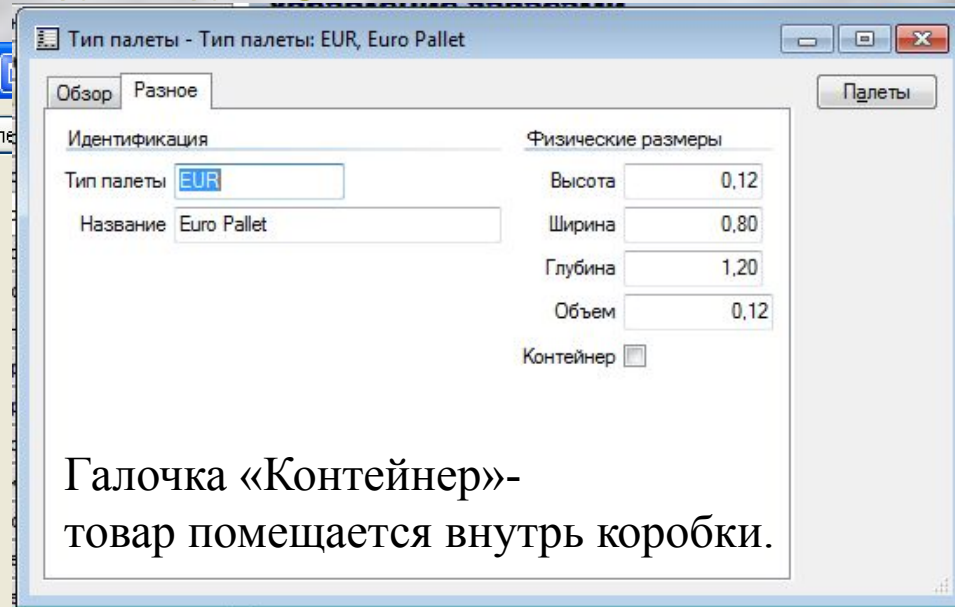 Тип палеты - Тип палеты: EUR, Euro Pallet
Обзор Разное Палеты
Идентификация Физические размеры
Тип палеты EUR Высота 0,12
Название Euro Pallet Ширина 0,80
Глубина 1,20
Объем 0,12
Контейнер
Галочка «Контейнер»-
товар помещается внутрь коробки.